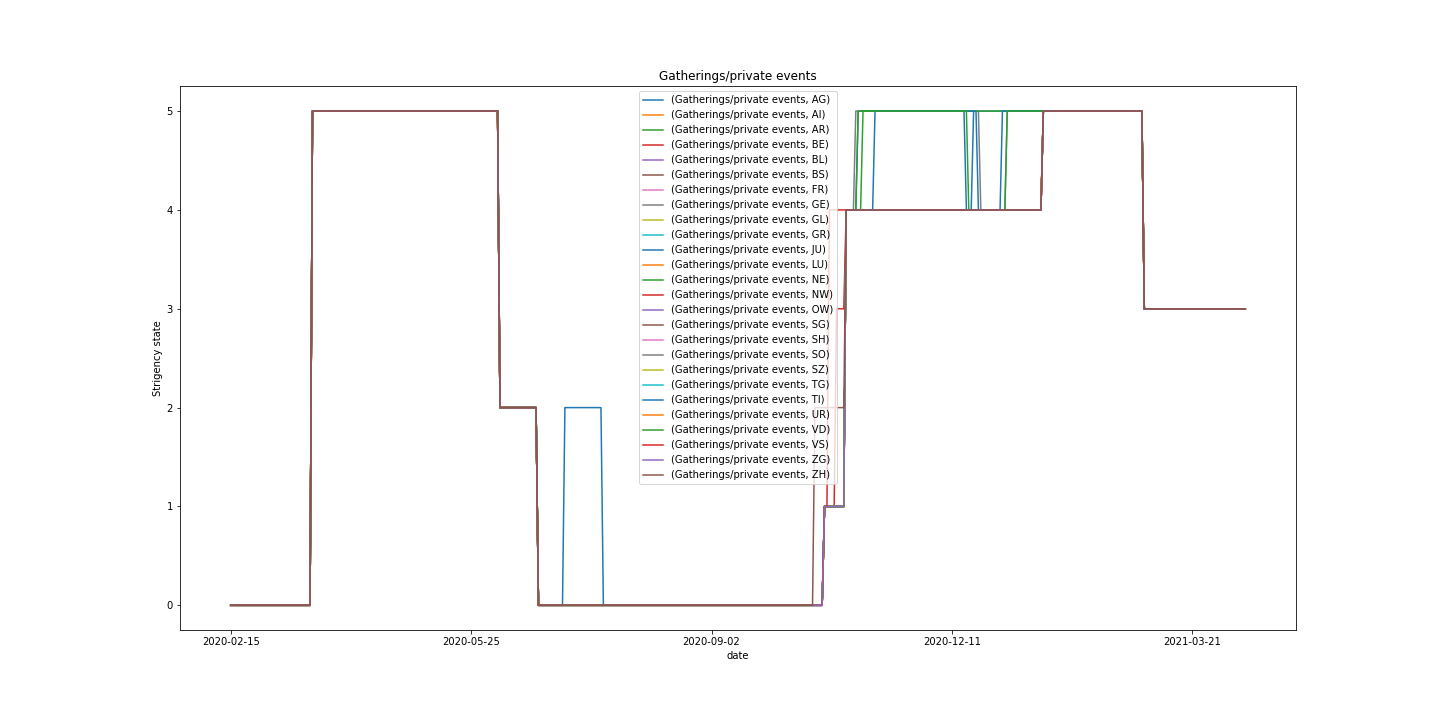 Gatherings/private events
5
4
3
2
1
0
Strigency state
(Gatherings/private events, AG)
(Gatherings/private events, AI)
(Gatherings/private events, AR)
(Gatherings/private events, BE)
(Gatherings/private events, BL)
(Gatherings/private events, BS)
(Gatherings/private events, FR)
(Gatherings/private events, GE)
(Gatherings/private events, GL)
(Gatherings/private events, GR)
(Gatherings/private events, JU)
(Gatherings/private events, LU)
(Gatherings/private events, NE)
(Gatherings/private events, NW)
(Gatherings/private events, OW)
(Gatherings/private events, SG)
(Gatherings/private events, SH)
(Gatherings/private events, SO)
(Gatherings/private events, SZ)
(Gatherings/private events, TG)
(Gatherings/private events, TI)
(Gatherings/private events, UR)
(Gatherings/private events, VD)
(Gatherings/private events, VS)
(Gatherings/private events, ZG)
(Gatherings/private events, ZH)
2020-02-15
2020-05-25
2020-09-02
2020-12-11
2021-03-21
date